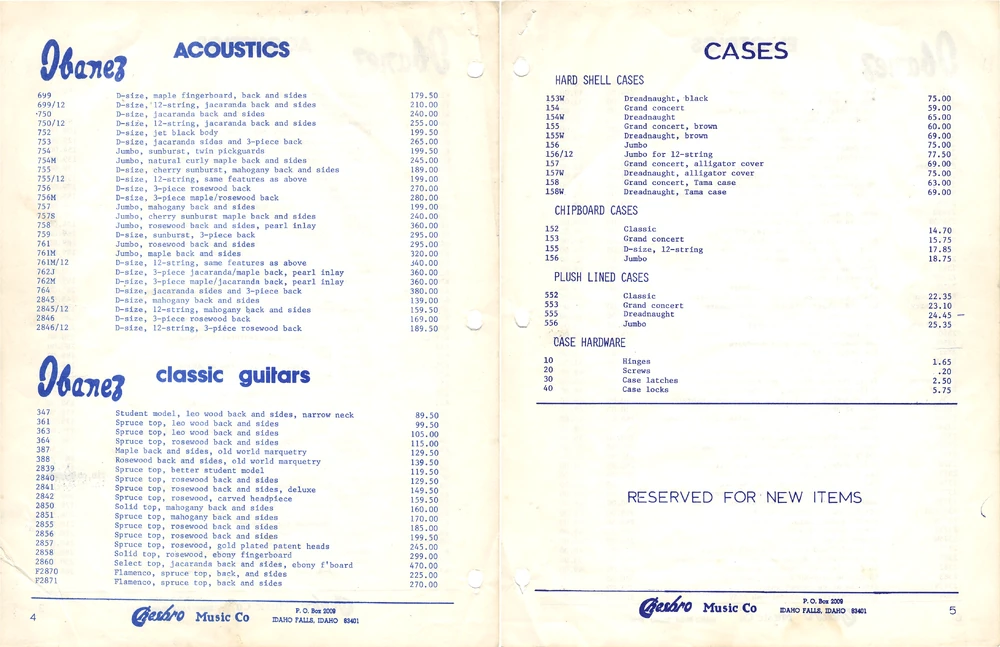 Ibanez ACOUSTICS
699 D-size, maple fingerboard, back and sides 179.50
699/12 D-size, 12-string, jacaranda back and sides 210.00
750 D-size, jacaranda back and sides 240.00
750/12 D-size, 12-string, jacaranda back and sides 255.00
752 D-size, jet black body 199.50
753 D-size, jacaranda sidas and 3-piece back 265.00
754 Jumbo, sunburst, twin pickguards 199.50
754M Jumbo, natural curly maple back and sides 245.00
755 D-size, cherry sunburst, mahogany back and sides 189.00
755/12 D-size, 12-string, same features as above 199.00
756 D-size, 3-piece rosewood back 270.00
756M D-size, 3-piece maple/rosewood back 280.00
757 Jumbo, mahogany back and sides 199.00
757S Jumbo, cherry sunburst maple back and sides 240.00
758 Jumbo, rosewood back and sides, pearl inlay 360.00
759 D-size, sunburst, 3-piece back 295.00
761 Jumbo, rosewood back and sides 295.00
761M Jumbo, maple back and sides 320.00
761M/12 D-size, 12-string, same features as above 340.00
762J D-size, 3-piece jacaranda/maple back, pearl inlay 360.00
762M D-size, 3-piece maple/jacaranda back, pearl inlay 360.00
764 D-size, jacaranda sides and 3-piece back 380.00
2845 D-size, mahogany back and sides 139.00
2845/12 D-size, 12-string, mahogany back and sides 159.50
2846 D-size, 3-piece rosewood back 169.00
2846/12 D-size, 12-string, 3-piece rosewood back 189.50
Ibanez classic guitars
347 Student model, leo wood back and sides, narrow neck 89.50
361 Spruce top, leo wood back and sides 99.50
363 Spruce top, leo wood back and sides 105.00
364 Spruce top, rosewood back and sides 115.00
387 Maple back and sides, old world marquetry 129.50
388 Rosewood back and sides, old world marquetry 139.50
2839 Spruce top, better student model 119.50
2840 Spruce top, rosewood back and sides 129.50
2841 Spruce top, rosewood back and sides, deluxe 149.50
2842 Spruce top, rosewood, carved headpiece 159.50
2850 Solid top, mahogany back and sides 160.00
2851 Spruce top, mahogany back and sides 170.00
2855 Spruce top, rosewood back and sides 185.00
2856 Spruce top, rosewood back and sides 199.50
2857 Spruce top, rosewood, gold plated patent heads 245.00
2858 Solid top, rosewood, ebony fingerboard 299.00
2860 Select top, jacaranda back and sides, ebony f'board 470.00
F2870 Flamenco, spruce top, back, and sides 225.00
F2871 Flamenco, spruce top, back and sides 270.00
4 Chesbro Music Co P.O. Box 2009
IDAHO FALLS, IDAHO 83401
CASES
HARD SHELL CASES
153W Dreadnaught, black 75.00
154 Grand concert 59.00
154W Dreadnaught 65.00
155 Grand concert, brown 60.00
155W Dreadnaught, brown 69.00
156 Jumbo 75.00
156/12 Jumbo for 12-string 77.50
157 Grand concert, alligator cover 69.00
157W Dreadnaught, alligator cover 75.00
158 Grand concert, Tama case 63.00
158W Dreadnaught, Tama case 69.00
CHIPBOARD CASES
152 Classic 14.70
153 Grand concert 15.75
155 D-size, 12-string 17.85
156 Jumbo 18.75
PLUSH LINED CASES
552 Classic 22.35
553 Grand concert 23.10
555 Dreadnaught 24.45
556 Jumbo 25.35
CASE HARDWARE
10 Hinges 1.65
20 Screws .20
30 Case latches 2.50
40 Case locks 5.75
RESERVED FOR NEW ITEMS
Chesbro Music Co P.O. Box 2009
IDAHO FALLS, IDAHO 83401 5